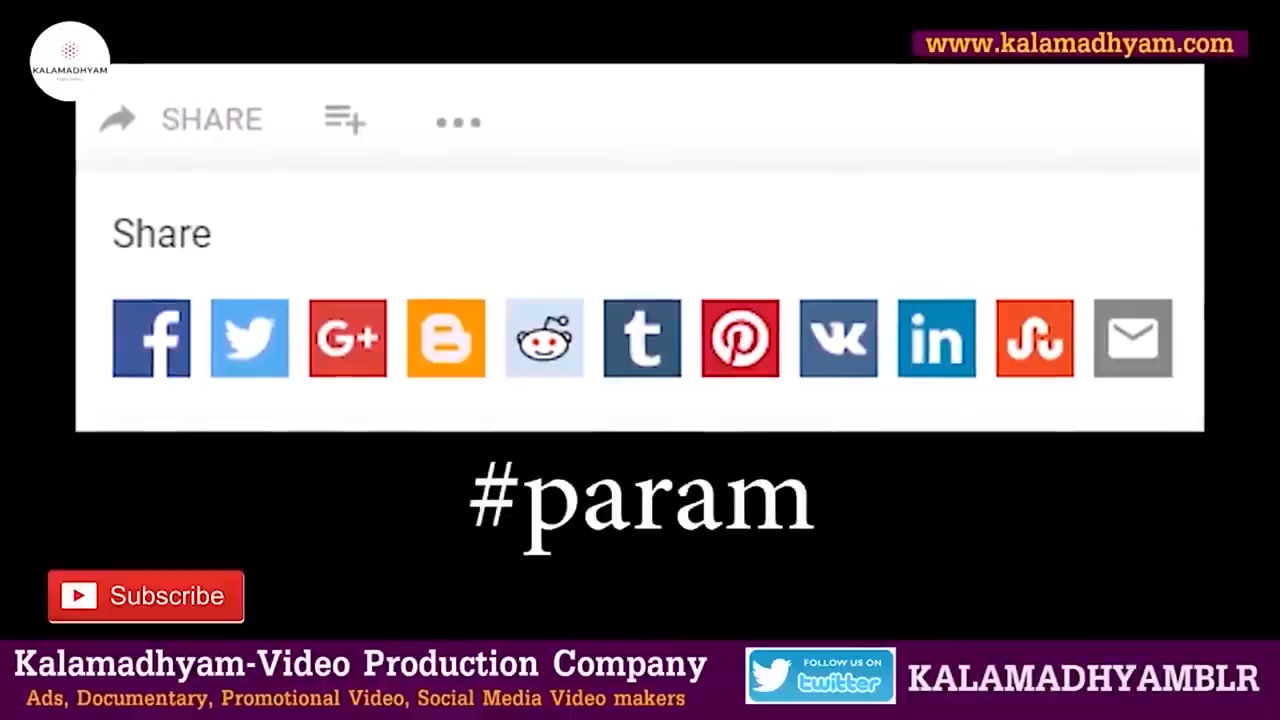 www.kalamadhyam.com
KALAMADHYAM
SHARE
Share
#param
Subscribe
Kalamadhyam-Video Production Company
Ads, Documentary, Promotional Video, Social Media Video makers
FOLLOW US ON
twitter
KALAMADHYAMBLR